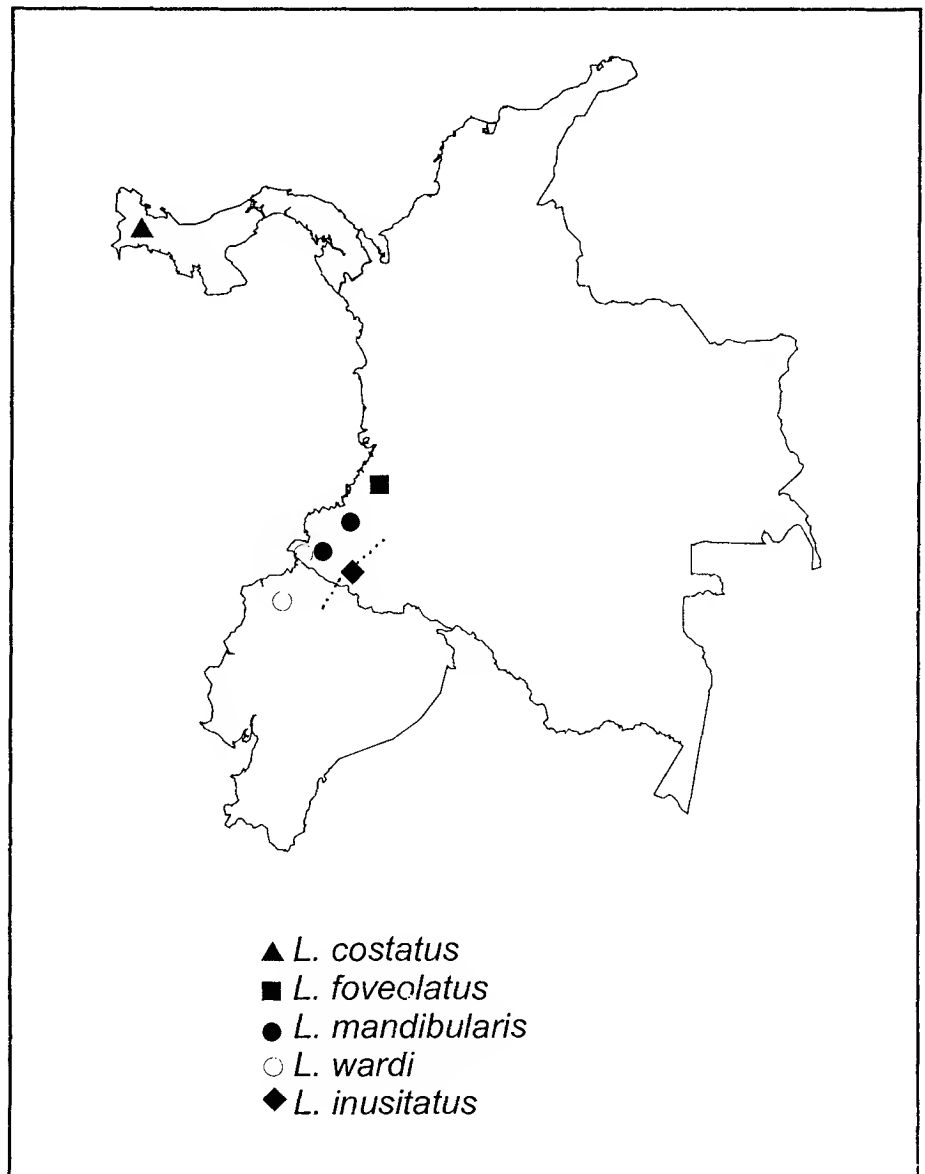 L. costatus
L. foveolatus
L. mandibularis
L. wardi
L. inusitatus